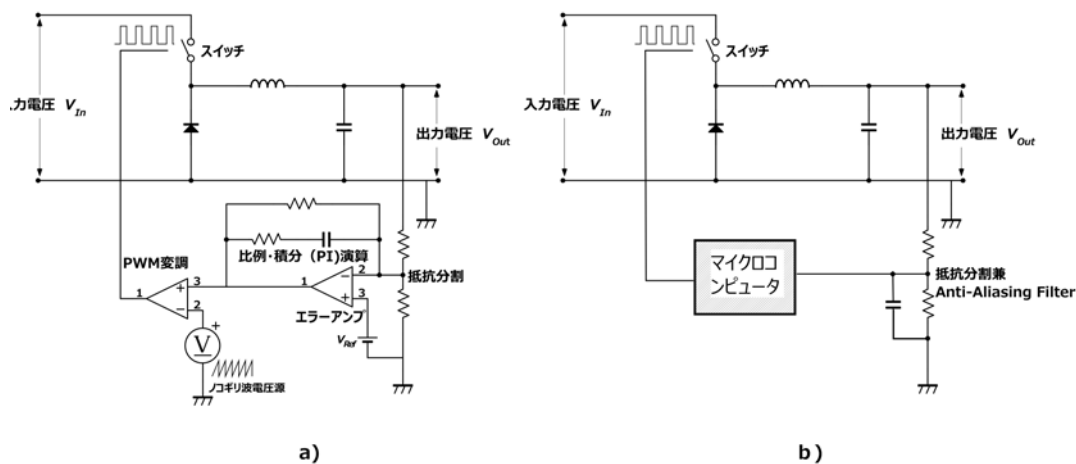 スイッチ
入力電圧 V_In
出力電圧 V_Out
比例・積分 (PI)演算
PWM変調
1
3
+
2
−
1
2
−
3
+
抵抗分割
エラーアンプ
V_Ref
+
V
ノコギリ波電圧源
a)
スイッチ
入力電圧 V_In
出力電圧 V_Out
マイクロコ
ンピュータ
抵抗分割兼
Anti-Aliasing Filter
b)